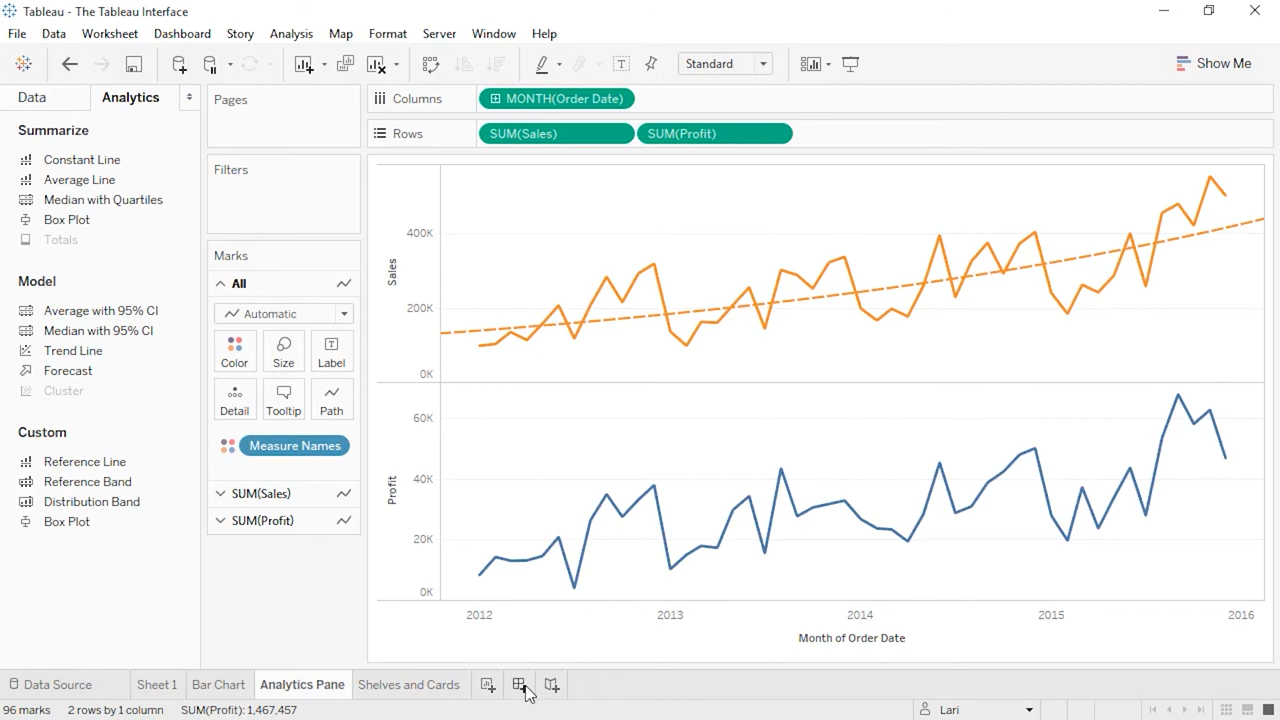 Tableau - The Tableau Interface
File Data Worksheet Dashboard Story Analysis Map Format Server Window Help
Standard
Show Me
Data Analytics
Summarize
Constant Line
Average Line
Median with Quartiles
Box Plot
Totals
Model
Average with 95% CI
Median with 95% CI
Trend Line
Forecast
Cluster
Custom
Reference Line
Reference Band
Distribution Band
Box Plot
Pages
Filters
Marks
All
Automatic
Color Size Label
Detail Tooltip Path
Measure Names
SUM(Sales)
SUM(Profit)
Columns MONTH(Order Date)
Rows SUM(Sales) SUM(Profit)
Sales
400K
200K
0K
Profit
60K
40K
20K
0K
2012 2013 2014 2015 2016
Month of Order Date
Data Source Sheet 1 Bar Chart Analytics Pane Shelves and Cards
96 marks 2 rows by 1 column SUM(Profit): 1,467,457 Lari